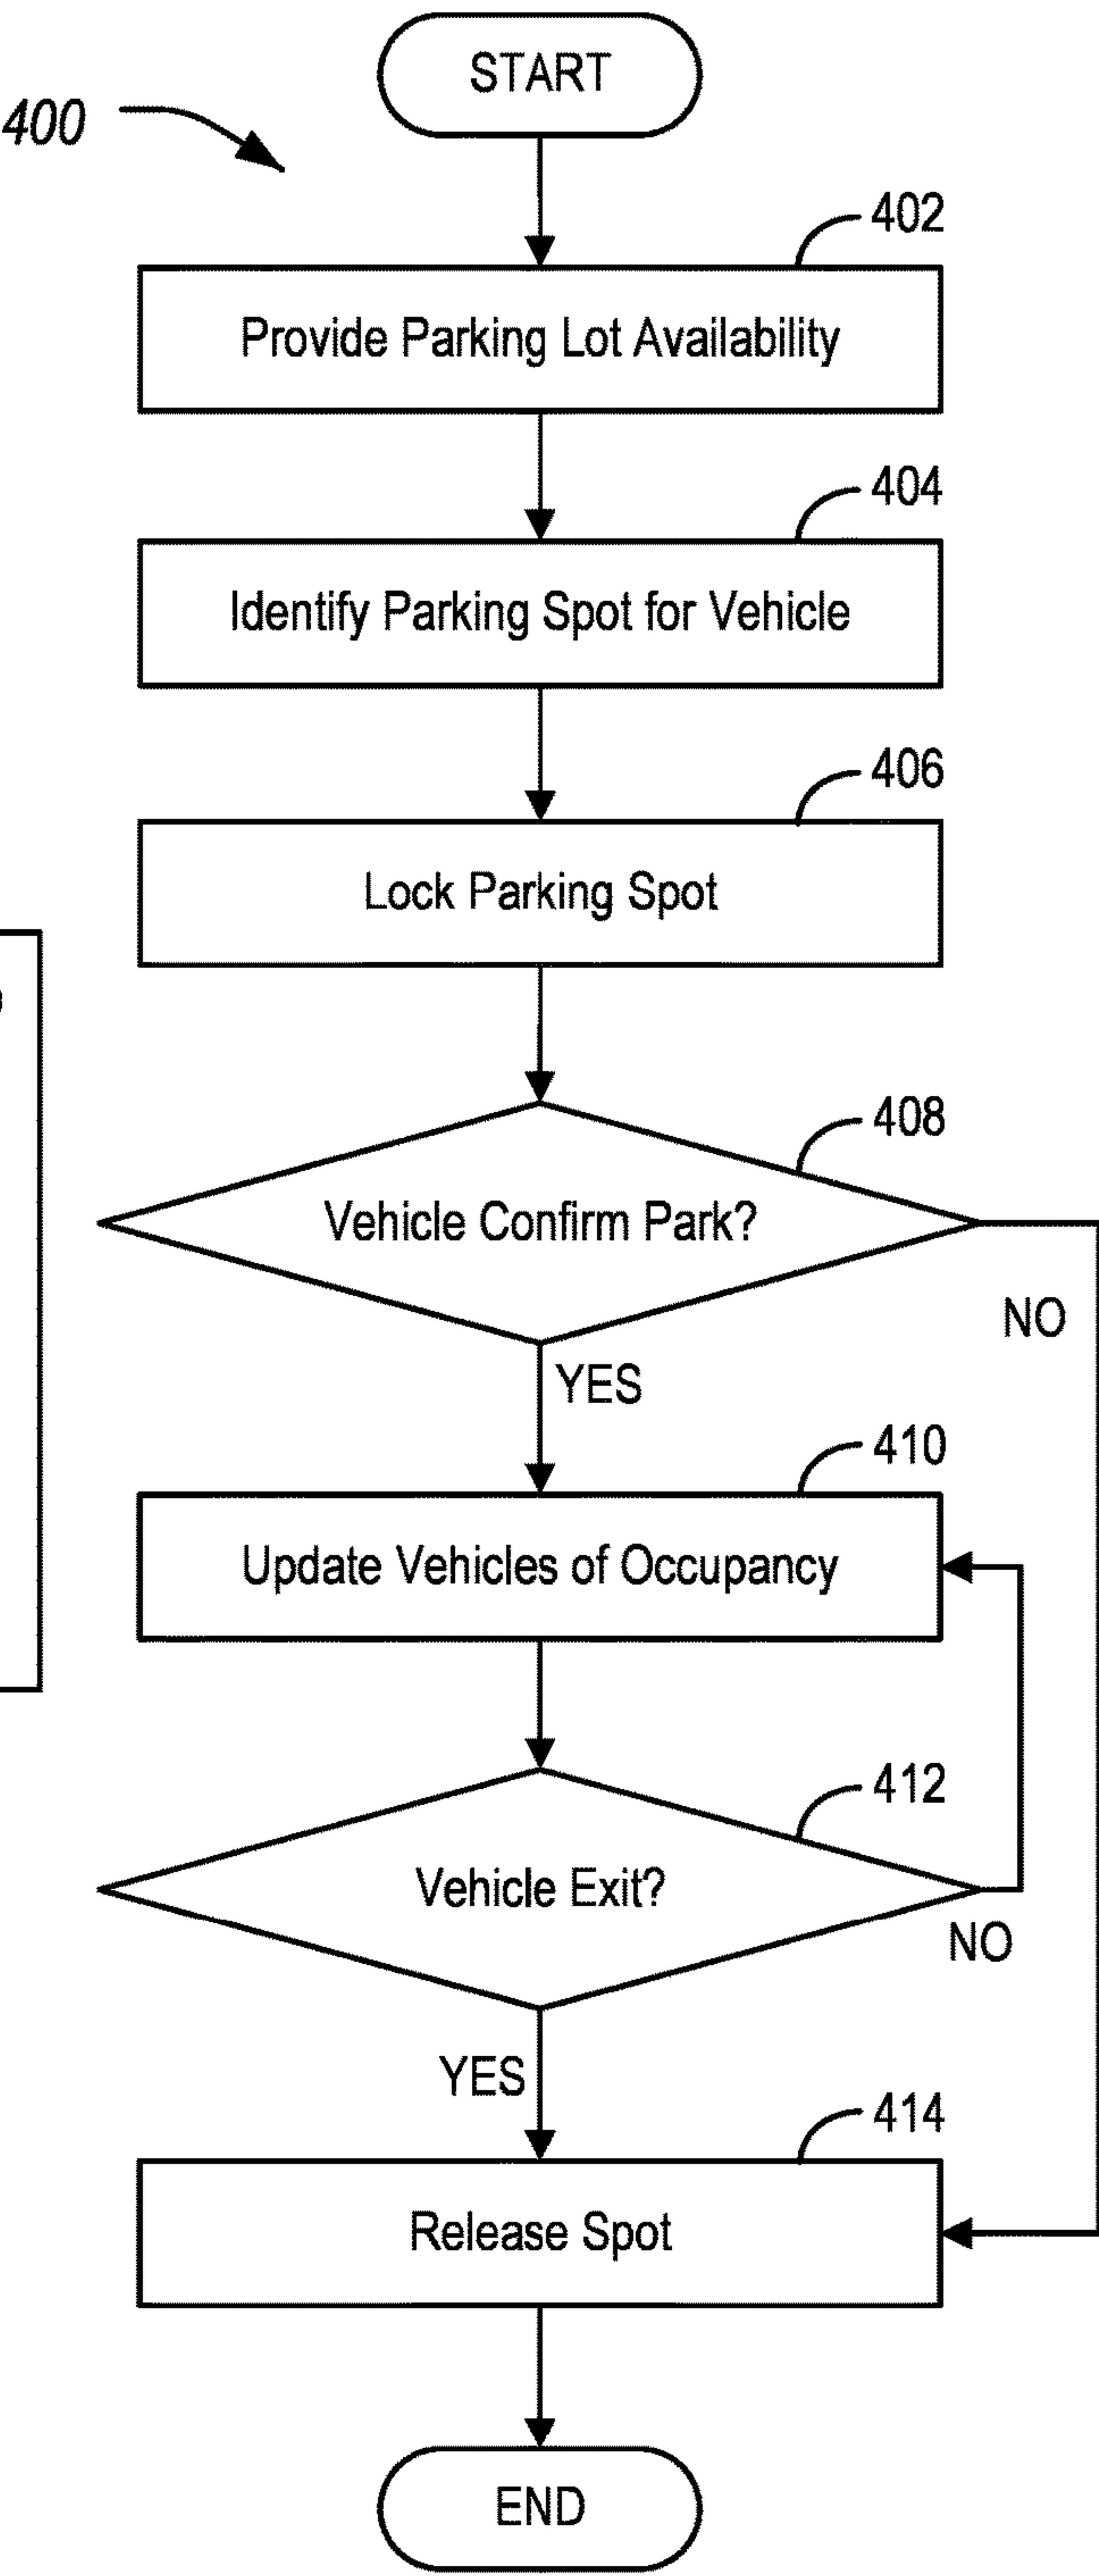 START
400
402
Provide Parking Lot Availability
404
Identify Parking Spot for Vehicle
406
Lock Parking Spot
408
Vehicle Confirm Park?
NO
YES
410
Update Vehicles of Occupancy
412
Vehicle Exit?
NO
YES
414
Release Spot
END